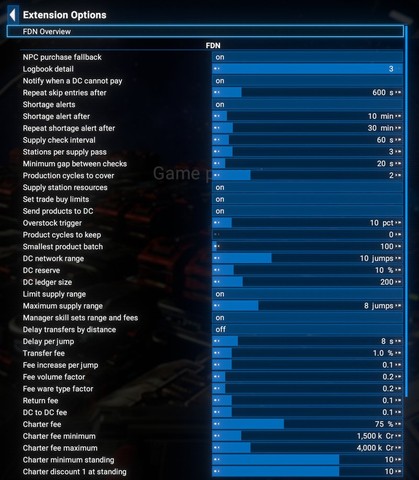 Extension Options
FDN Overview
FDN
NPC purchase fallback on
Logbook detail 3
Notify when a DC cannot pay on
Repeat skip entries after 600 s
Shortage alerts on
Shortage alert after 10 min
Repeat shortage alert after 30 min
Supply check interval 60 s
Stations per supply pass 3
Minimum gap between checks 20 s
Production cycles to cover 2
Game p
Supply station resources on
Set trade buy limits on
Send products to DC on
Overstock trigger 10 pct
Product cycles to keep 0
Smallest product batch 100
DC network range 10 jumps
DC reserve 10 %
DC ledger size 200
Limit supply range on
Maximum supply range 8 jumps
Manager skill sets range and fees on
Delay transfers by distance off
Delay per jump 8 s
Transfer fee 1.0 %
Fee increase per jump 0.1
Fee volume factor 0.2
Fee ware type factor 0.2
Return fee 0.1
DC to DC fee 0.1
Charter fee 75 %
Charter fee minimum 1,500 k Cr
Charter fee maximum 4,000 k Cr
Charter minimum standing 10
Charter discount 1 at standing 10